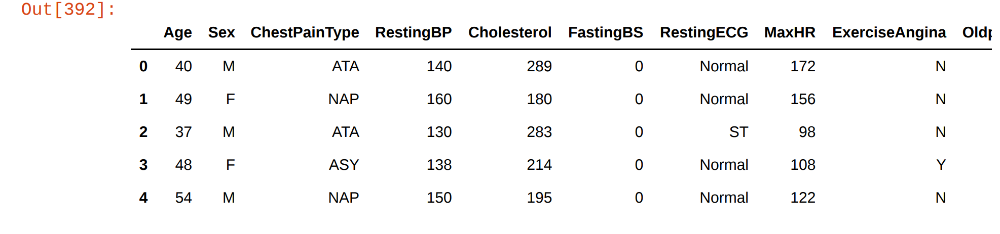 Out[392]:
Age Sex ChestPainType RestingBP Cholesterol FastingBS RestingECG MaxHR ExerciseAngina Oldp
0 40 M ATA 140 289 0 Normal 172 N
1 49 F NAP 160 180 0 Normal 156 N
2 37 M ATA 130 283 0 ST 98 N
3 48 F ASY 138 214 0 Normal 108 Y
4 54 M NAP 150 195 0 Normal 122 N